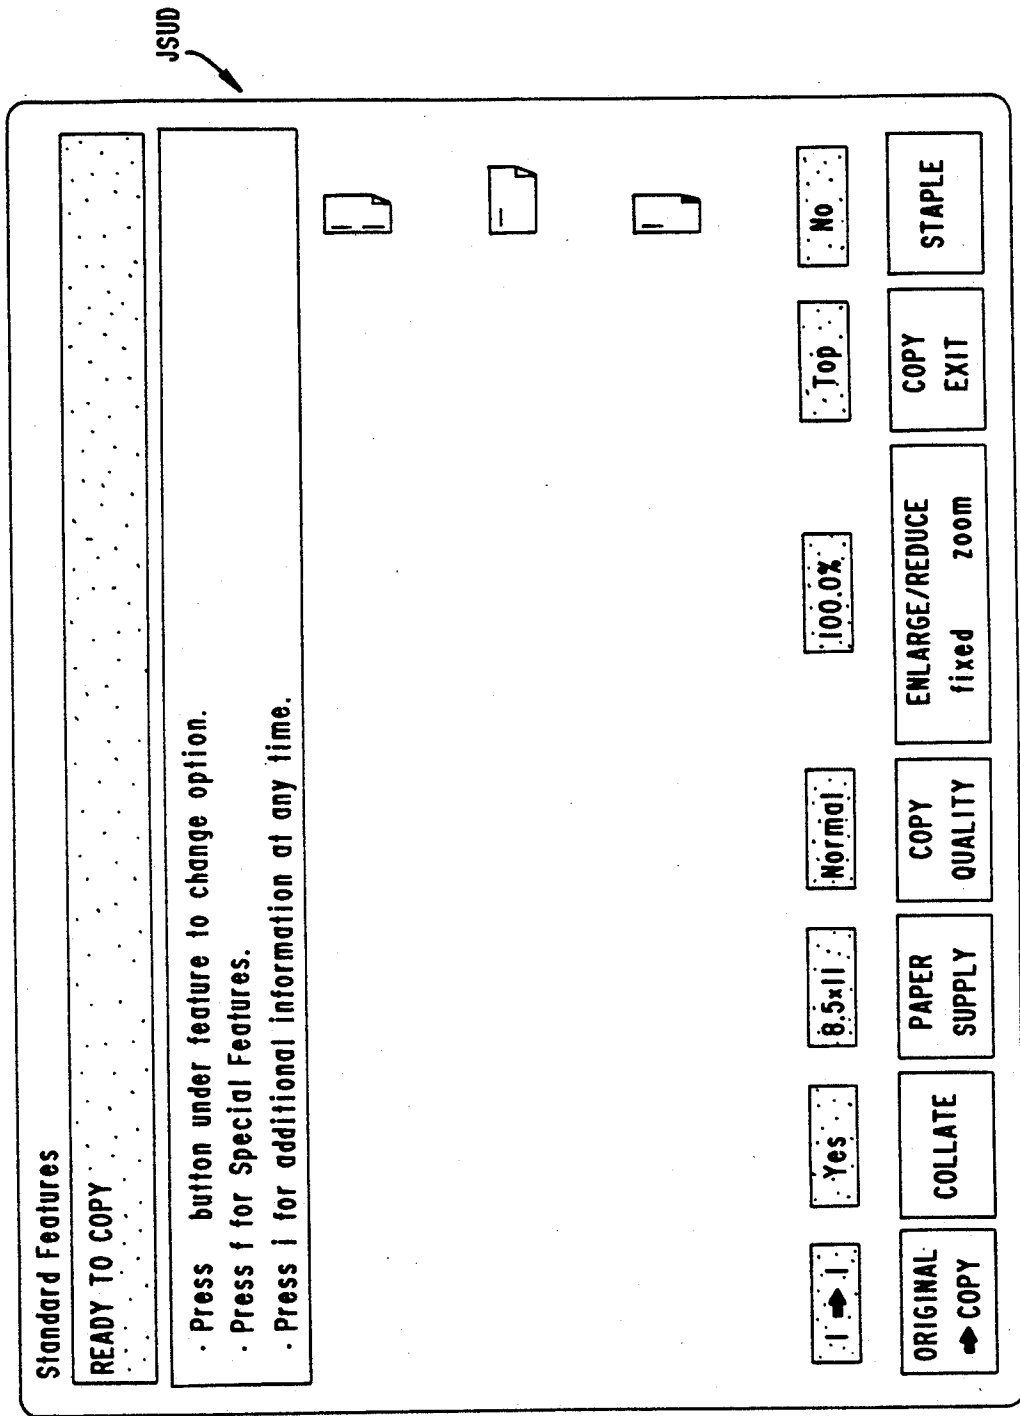 JSUD
Standard Features
READY TO COPY
· Press button under feature to change option.
· Press f for Special Features.
· Press i for additional information at any time.
1 ➡ 1
Yes
8.5x11
Normal
100.0%
Top
No
ORIGINAL
➡ COPY
COLLATE
PAPER
SUPPLY
COPY
QUALITY
ENLARGE/REDUCE
fixed zoom
COPY
EXIT
STAPLE